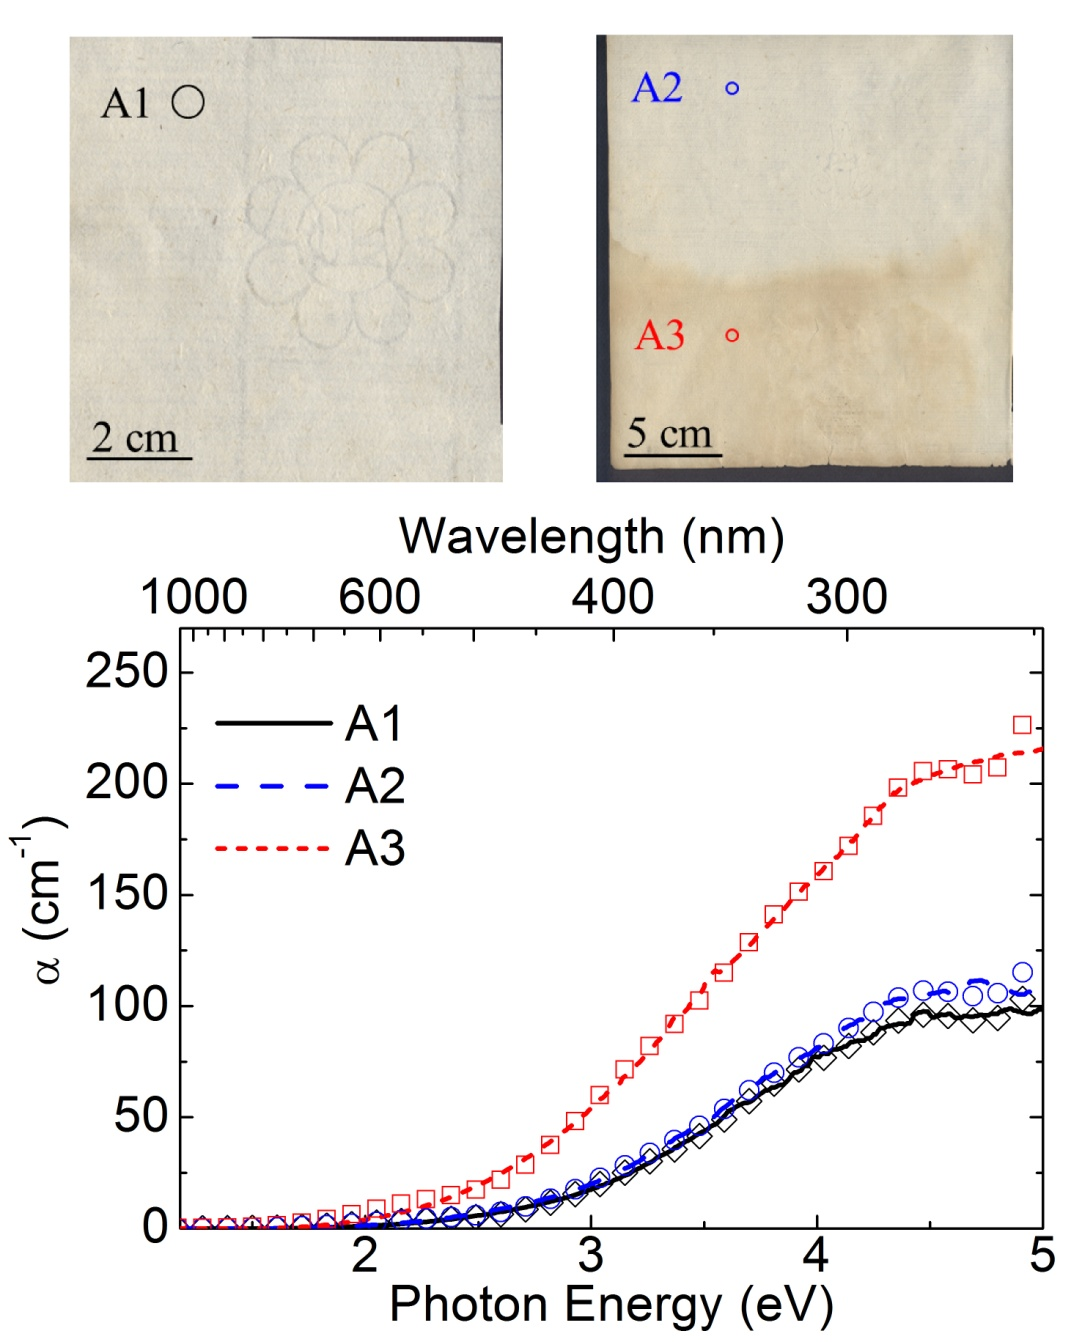 A1
2 cm
A2
A3
5 cm
Wavelength (nm)
1000 600 400 300
250
200
150
100
50
0
α (cm⁻¹)
A1
A2
A3
2 3 4 5
Photon Energy (eV)